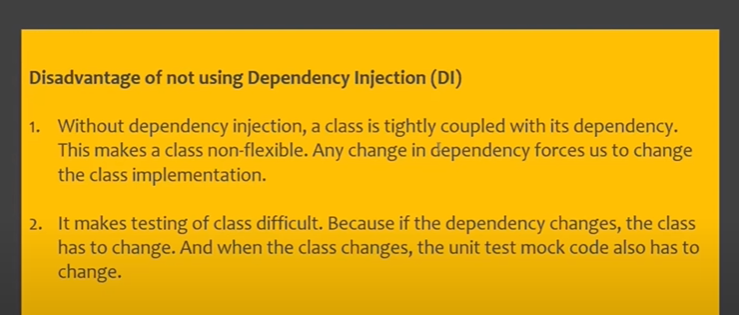 Disadvantage of not using Dependency Injection (DI)
1. Without dependency injection, a class is tightly coupled with its dependency.
This makes a class non-flexible. Any change in dependency forces us to change
the class implementation.
2. It makes testing of class difficult. Because if the dependency changes, the class
has to change. And when the class changes, the unit test mock code also has to
change.